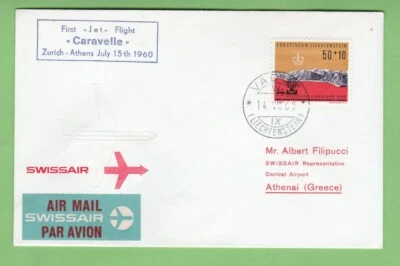 First - Jet - Flight
- Caravelle -
Zurich - Athens July 15th 1960
FÜRSTENTUM LIECHTENSTEIN
50+10
VADUZ
14. VII. 60
IX
(LIECHTENSTEIN)
Mr. Albert Filipucci
SWISSAIR Representative
Central Airport
Athenai (Greece)
SWISSAIR
AIR MAIL
SWISSAIR
PAR AVION